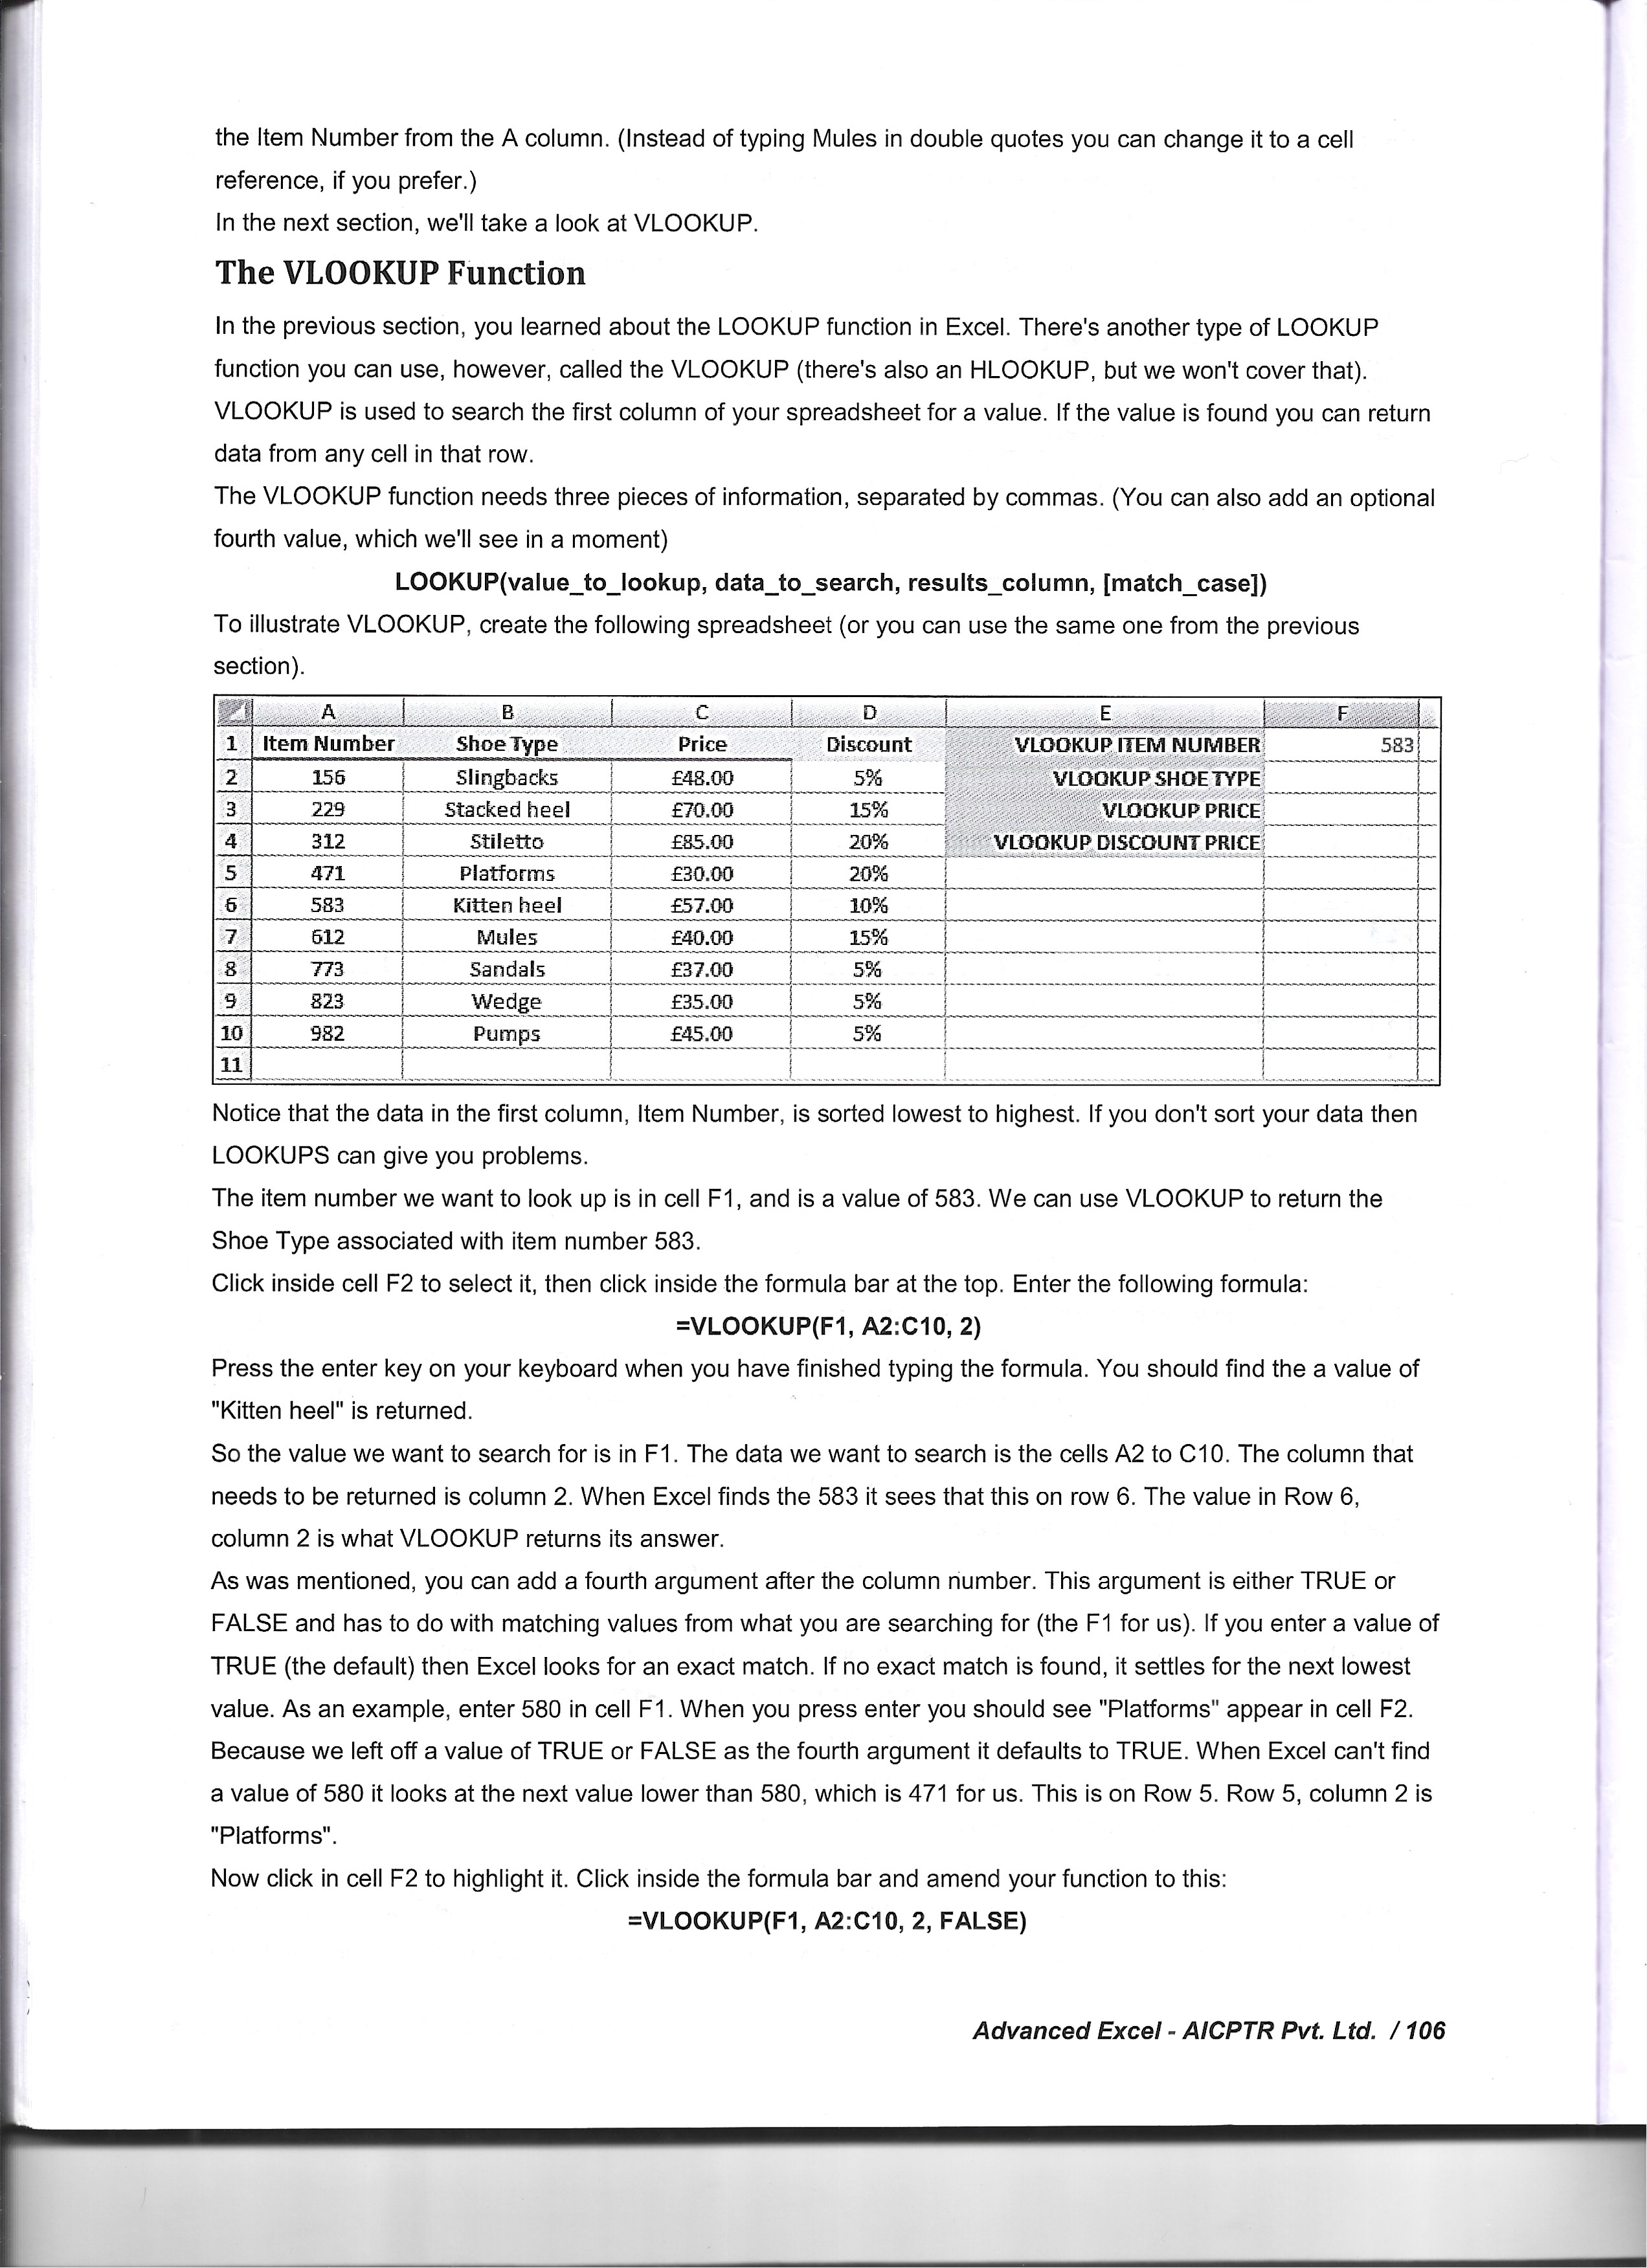 the Item Number from the A column. (Instead of typing Mules in double quotes you can change it to a cell
reference, if you prefer.)
In the next section, we'll take a look at VLOOKUP.
The VLOOKUP Function
In the previous section, you learned about the LOOKUP function in Excel. There's another type of LOOKUP
function you can use, however, called the VLOOKUP (there's also an HLOOKUP, but we won't cover that).
VLOOKUP is used to search the first column of your spreadsheet for a value. If the value is found you can return
data from any cell in that row.
The VLOOKUP function needs three pieces of information, separated by commas. (You can also add an optional
fourth value, which we'll see in a moment)
LOOKUP(value_to_lookup, data_to_search, results_column, [match_case])
To illustrate VLOOKUP, create the following spreadsheet (or you can use the same one from the previous
section).
A B C D E F
1 Item Number Shoe Type Price Discount VLOOKUP ITEM NUMBER 583
2 156 Slingbacks £48.00 5% VLOOKUP SHOE TYPE
3 229 Stacked heel £70.00 15% VLOOKUP PRICE
4 312 Stiletto £85.00 20% VLOOKUP DISCOUNT PRICE
5 471 Platforms £30.00 20%
6 583 Kitten heel £57.00 10%
7 612 Mules £40.00 15%
8 773 Sandals £37.00 5%
9 823 Wedge £35.00 5%
10 982 Pumps £45.00 5%
11
Notice that the data in the first column, Item Number, is sorted lowest to highest. If you don't sort your data then
LOOKUPS can give you problems.
The item number we want to look up is in cell F1, and is a value of 583. We can use VLOOKUP to return the
Shoe Type associated with item number 583.
Click inside cell F2 to select it, then click inside the formula bar at the top. Enter the following formula:
=VLOOKUP(F1, A2:C10, 2)
Press the enter key on your keyboard when you have finished typing the formula. You should find the a value of
"Kitten heel" is returned.
So the value we want to search for is in F1. The data we want to search is the cells A2 to C10. The column that
needs to be returned is column 2. When Excel finds the 583 it sees that this on row 6. The value in Row 6,
column 2 is what VLOOKUP returns its answer.
As was mentioned, you can add a fourth argument after the column number. This argument is either TRUE or
FALSE and has to do with matching values from what you are searching for (the F1 for us). If you enter a value of
TRUE (the default) then Excel looks for an exact match. If no exact match is found, it settles for the next lowest
value. As an example, enter 580 in cell F1. When you press enter you should see "Platforms" appear in cell F2.
Because we left off a value of TRUE or FALSE as the fourth argument it defaults to TRUE. When Excel can't find
a value of 580 it looks at the next value lower than 580, which is 471 for us. This is on Row 5. Row 5, column 2 is
"Platforms".
Now click in cell F2 to highlight it. Click inside the formula bar and amend your function to this:
=VLOOKUP(F1, A2:C10, 2, FALSE)
Advanced Excel - AICPTR Pvt. Ltd. / 106